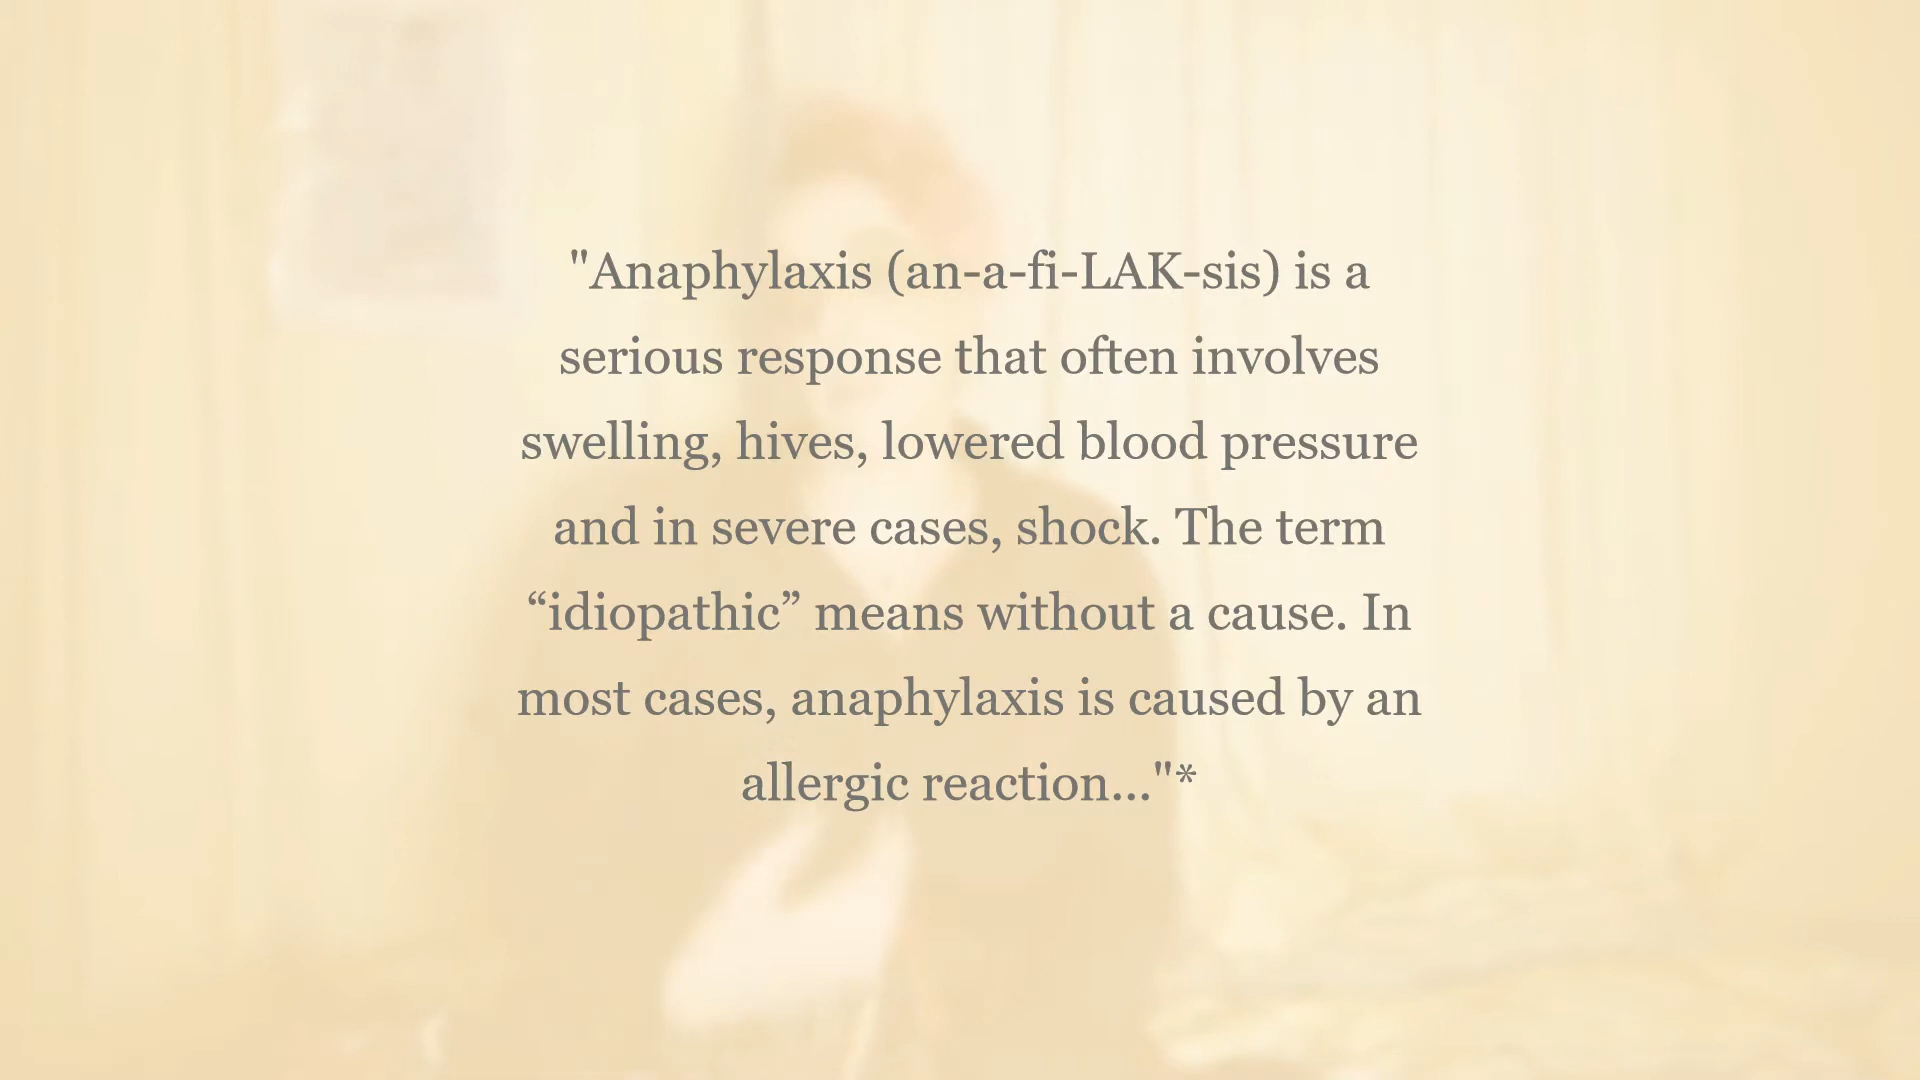 "Anaphylaxis (an-a-fi-LAK-sis) is a
serious response that often involves
swelling, hives, lowered blood pressure
and in severe cases, shock. The term
“idiopathic” means without a cause. In
most cases, anaphylaxis is caused by an
allergic reaction..."*